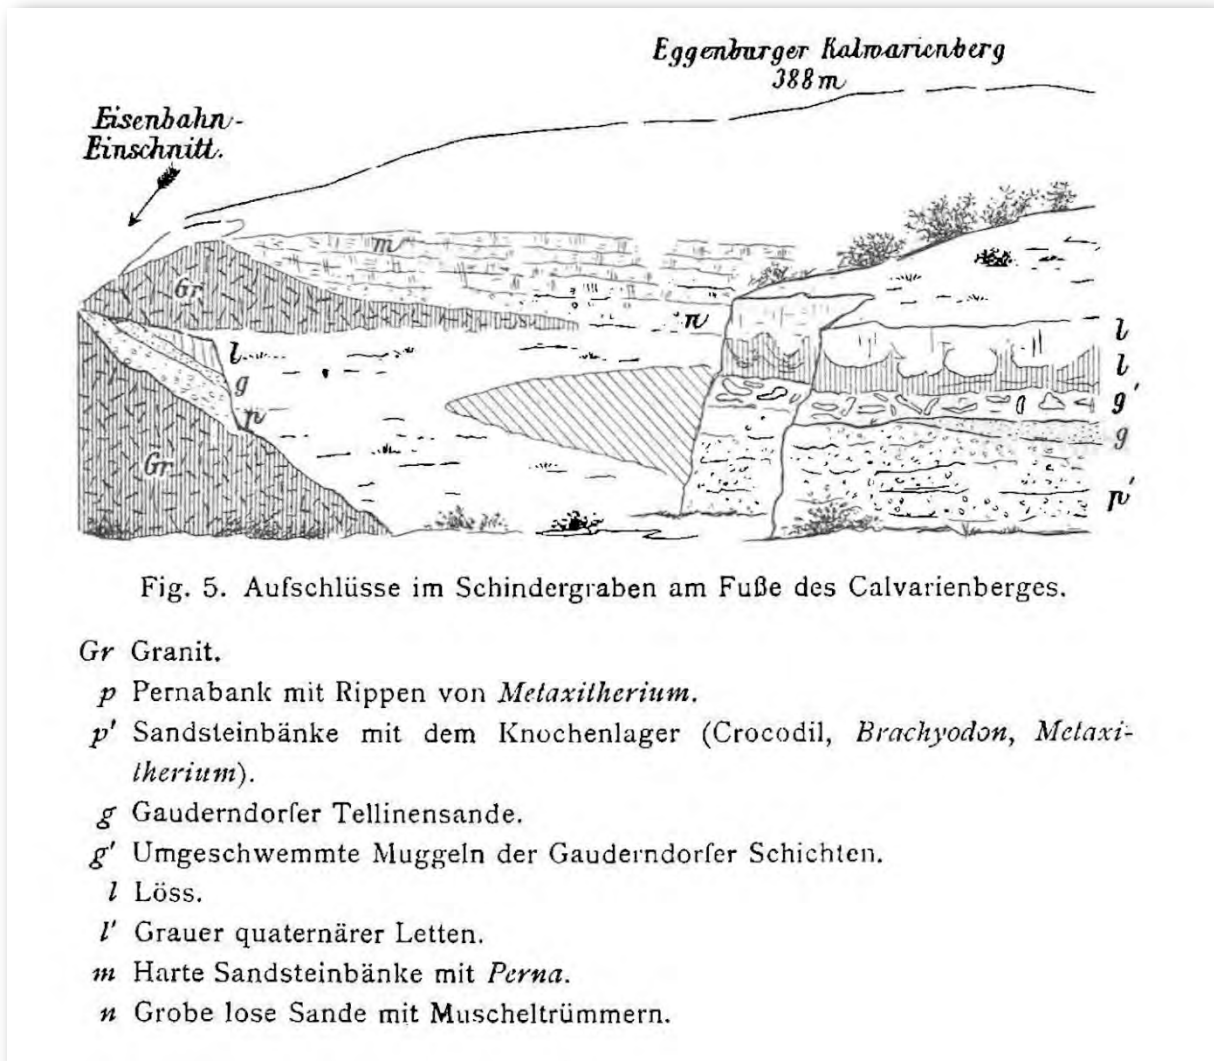 Eggenburger Kalwarienberg
388 m
Eisenbahn-
Einschnitt.
m
Gr
n
l
l
l
g'
g
g
p
Gr
p'
Fig. 5. Aufschlüsse im Schindergraben am Fuße des Calvarienberges.
Gr Granit.
p Pernabank mit Rippen von Metaxitherium.
p' Sandsteinbänke mit dem Knochenlager (Crocodil, Brachyodon, Metaxi-
therium).
g Gauderndorfer Tellinensande.
g' Umgeschwemmte Muggeln der Gauderndorfer Schichten.
l Löss.
l' Grauer quaternärer Letten.
m Harte Sandsteinbänke mit Perna.
n Grobe lose Sande mit Muscheltrümmern.